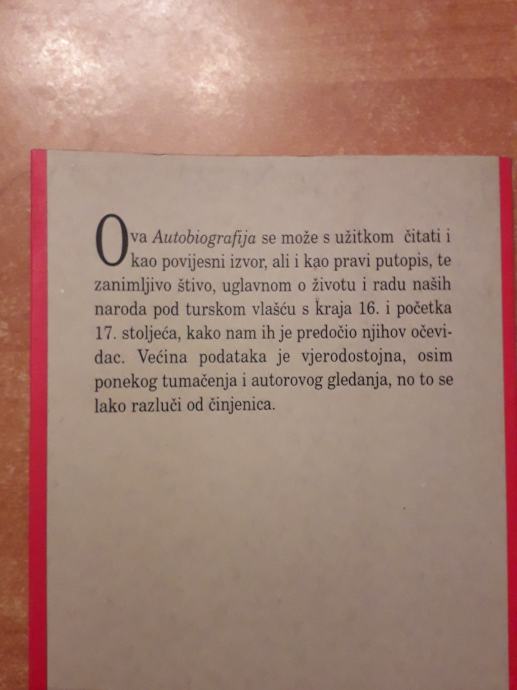 Ova Autobiografija se može s užitkom čitati i
kao povijesni izvor, ali i kao pravi putopis, te
zanimljivo štivo, uglavnom o životu i radu naših
naroda pod turskom vlašću s kraja 16. i početka
17. stoljeća, kako nam ih je predočio njihov očevi-
dac. Većina podataka je vjerodostojna, osim
ponekog tumačenja i autorovog gledanja, no to se
lako razluči od činjenica.